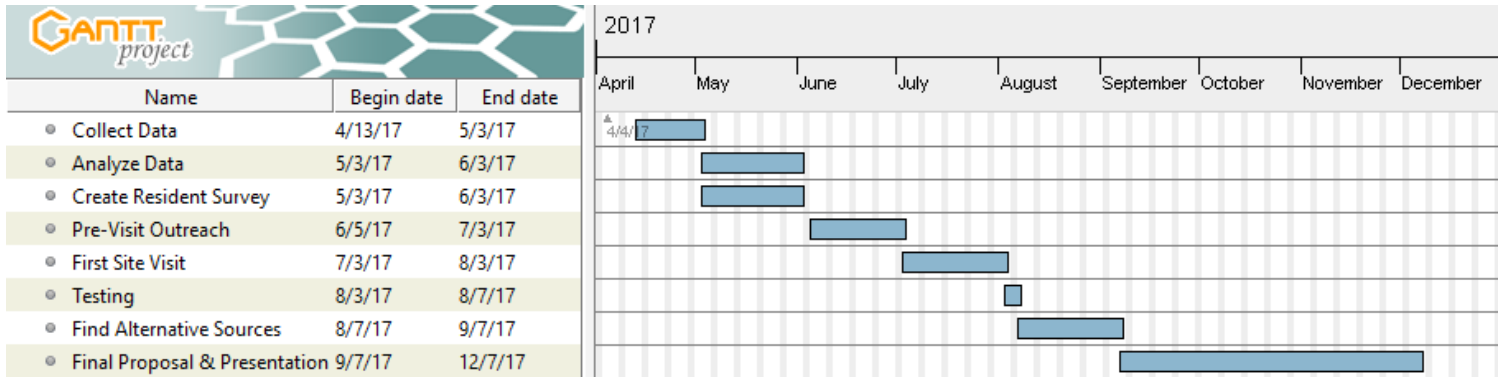 GANTT
project
2017
April May June July August September October November December
Name Begin date End date
4/4/17
Collect Data 4/13/17 5/3/17
Analyze Data 5/3/17 6/3/17
Create Resident Survey 5/3/17 6/3/17
Pre-Visit Outreach 6/5/17 7/3/17
First Site Visit 7/3/17 8/3/17
Testing 8/3/17 8/7/17
Find Alternative Sources 8/7/17 9/7/17
Final Proposal & Presentation 9/7/17 12/7/17